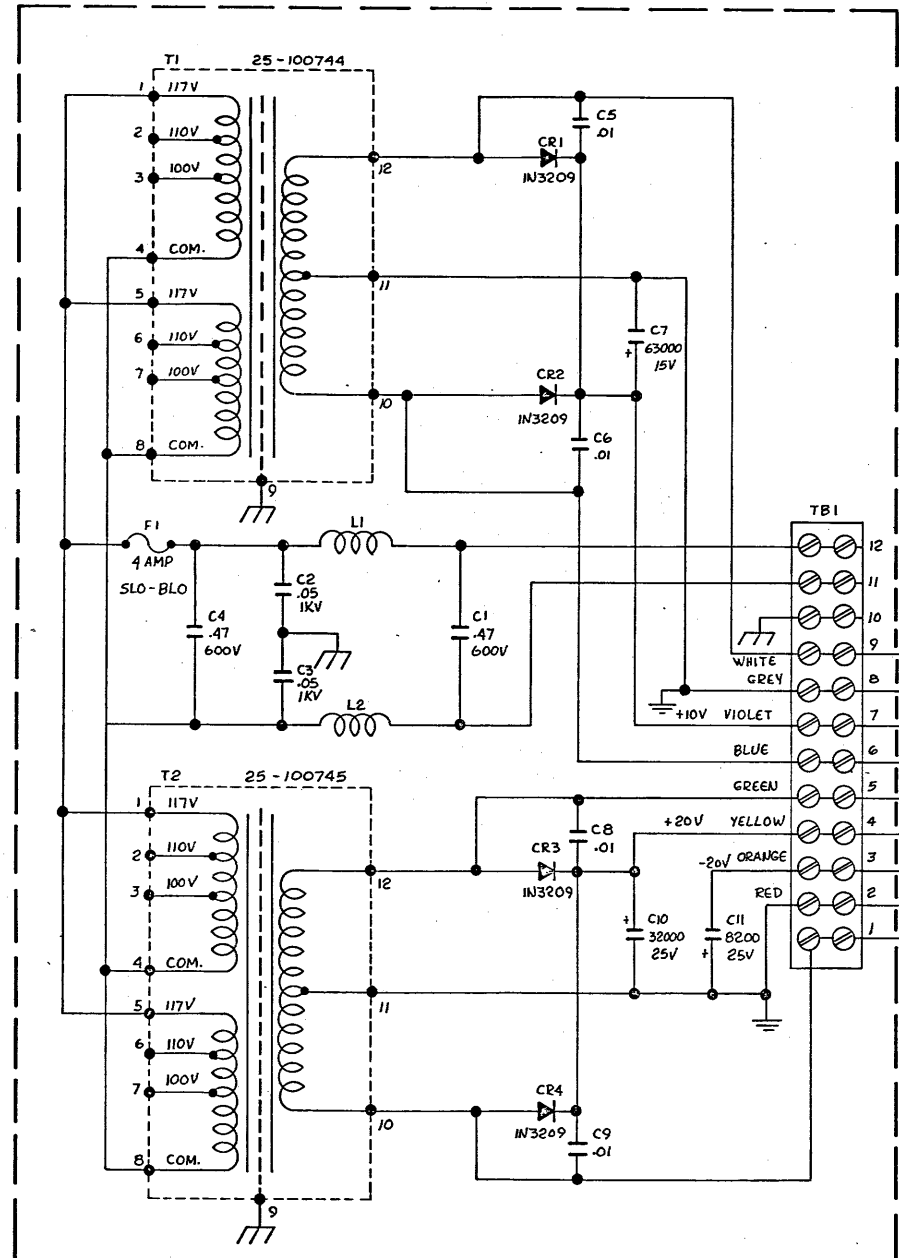 T1 25-100744
1 117V
2 110V
3 100V
4 COM.
5 117V
6 110V
7 100V
8 COM.
9
12
11
10
C5
.01
CR1
1N3209
C7
+ 63000
15V
CR2
1N3209
C6
.01
F1
4 AMP
SLO-BLO
L1
C2
.05
1KV
C4
.47
600V
C3
.05
1KV
C1
.47
600V
L2
TB1
12
11
10
WHITE 9
GREY 8
+10V VIOLET 7
BLUE 6
GREEN 5
+20V YELLOW 4
-20V ORANGE 3
RED 2
1
T2 25-100745
1 117V
2 110V
3 100V
4 COM.
5 117V
6 110V
7 100V
8 COM.
9
12
11
10
C8
.01
CR3
1N3209
+ C10
32000
25V
C11
8200
+ 25V
CR4
1N3209
C9
.01